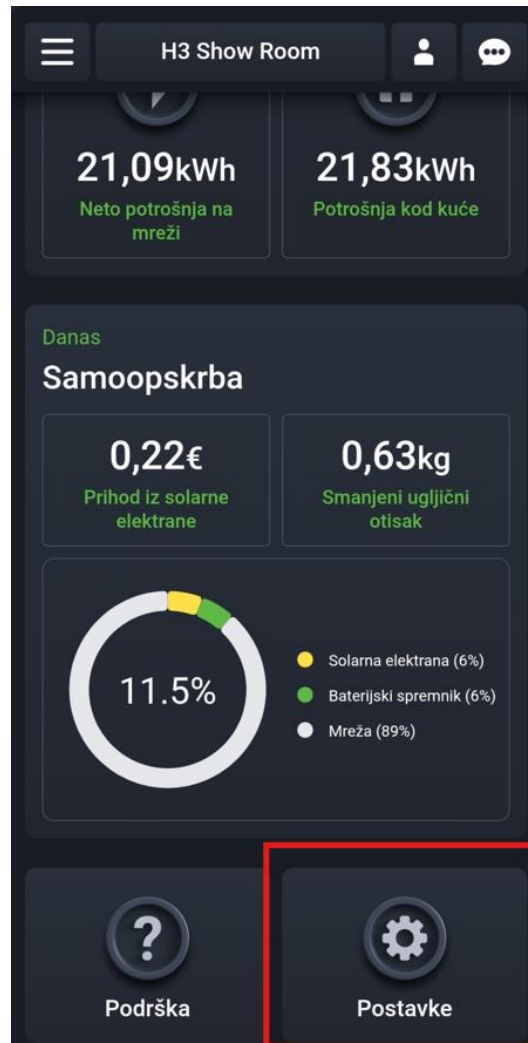 H3 Show Room
21,09kWh
Neto potrošnja na
mreži
21,83kWh
Potrošnja kod kuće
Danas
Samoopskrba
0,22€
Prihod iz solarne
elektrane
0,63kg
Smanjeni ugljični
otisak
11.5%
Solarna elektrana (6%)
Baterijski spremnik (6%)
Mreža (89%)
?
Podrška
Postavke